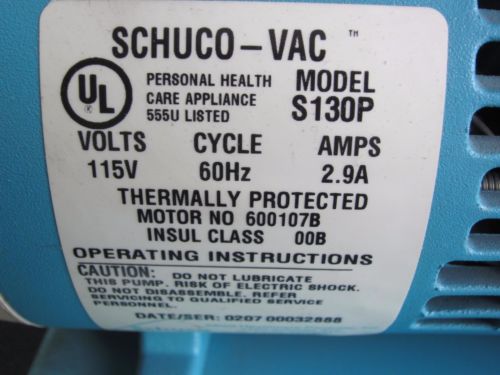 SCHUCO-VAC ™
UL
PERSONAL HEALTH
CARE APPLIANCE
555U LISTED
MODEL
S130P
VOLTS CYCLE AMPS
115V 60Hz 2.9A
THERMALLY PROTECTED
MOTOR NO 600107B
INSUL CLASS 00B
OPERATING INSTRUCTIONS
CAUTION: DO NOT LUBRICATE
THIS PUMP. RISK OF ELECTRIC SHOCK.
DO NOT DISASSEMBLE. REFER
SERVICING TO QUALIFIED SERVICE
PERSONNEL.
DATE/SER: 0207 00032888